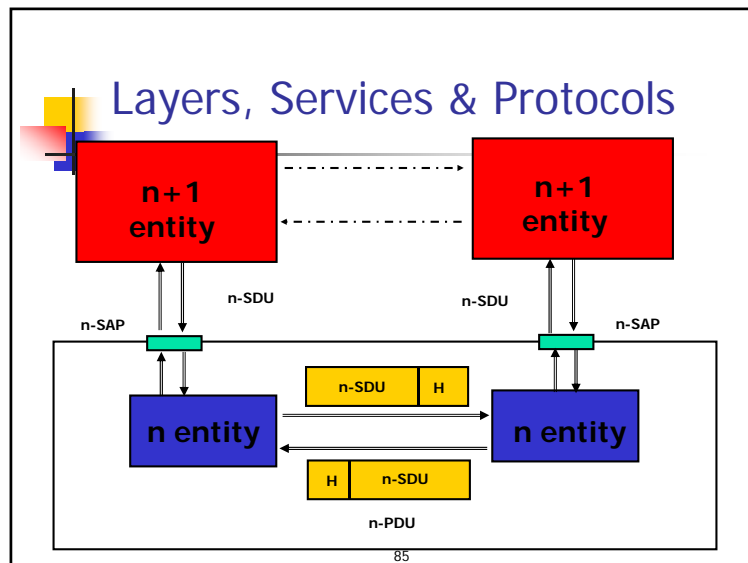 Layers, Services & Protocols
n+1
entity
n+1
entity
n-SDU
n-SDU
n-SAP
n-SAP
n-SDU H
n entity
n entity
H n-SDU
n-PDU
85